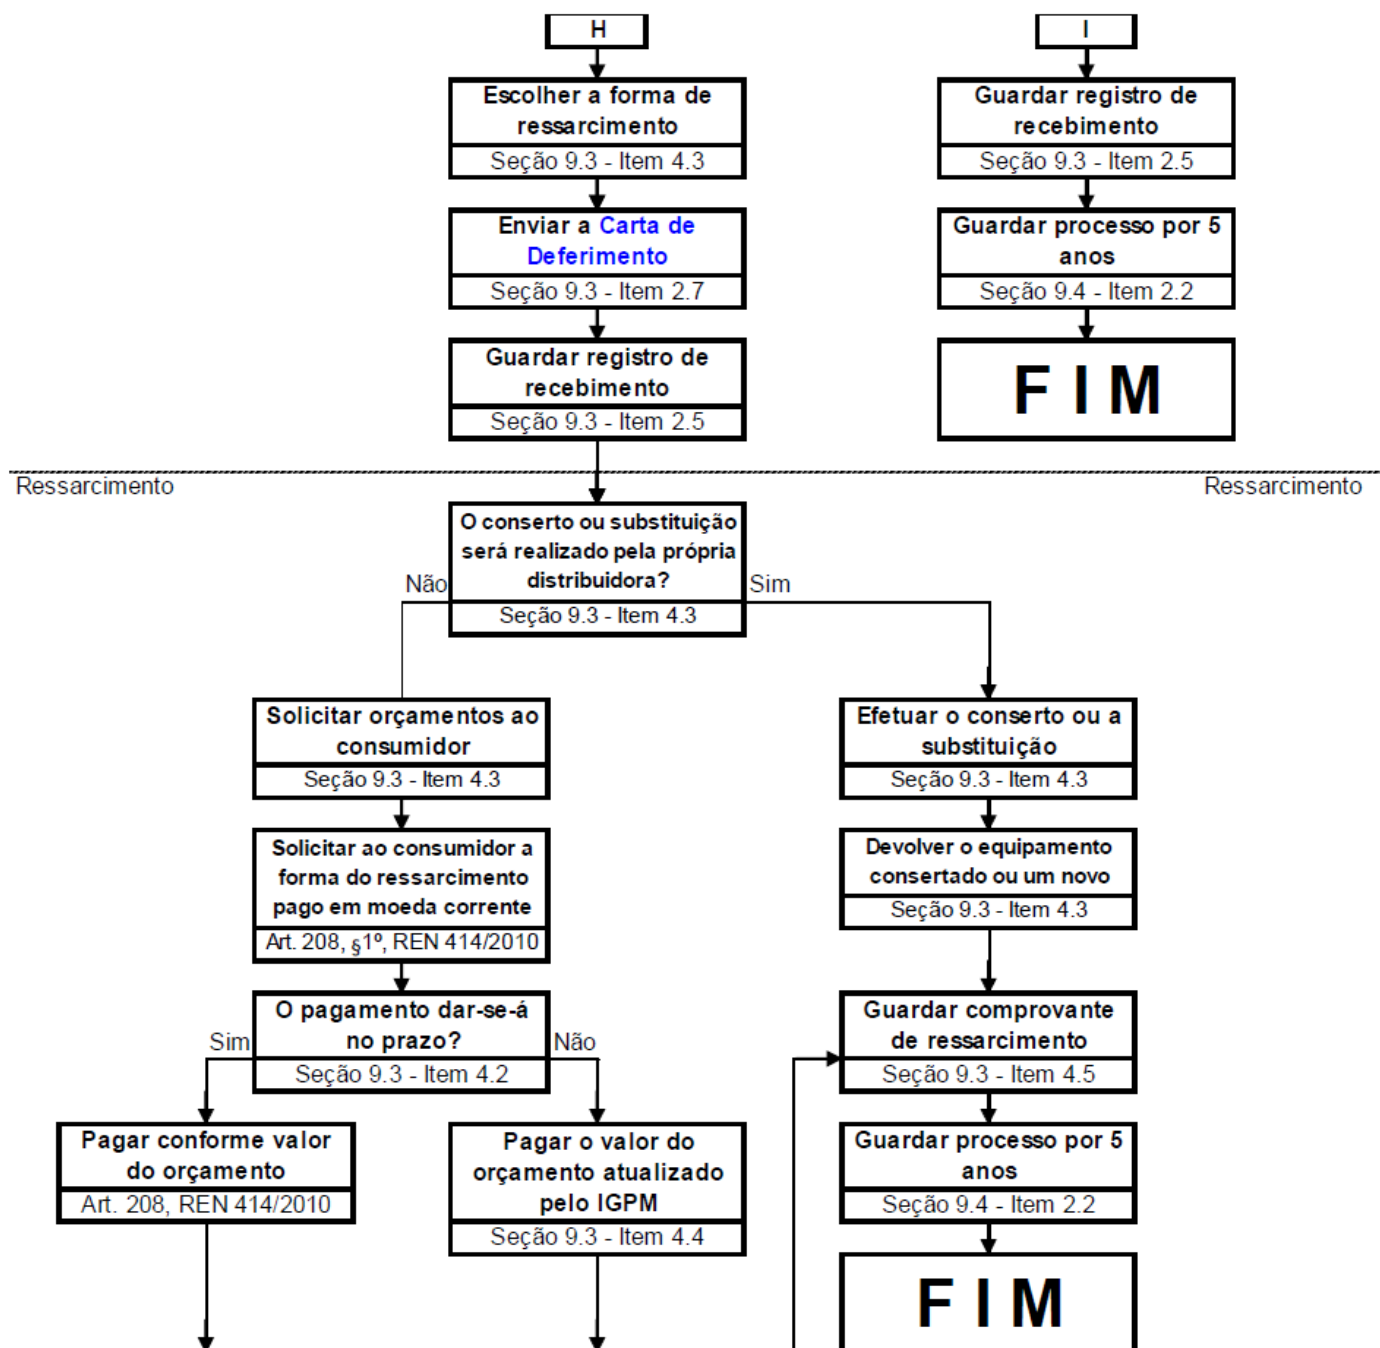 H
Escolher a forma de
ressarcimento
Seção 9.3 - Item 4.3
Enviar a Carta de
Deferimento
Seção 9.3 - Item 2.7
Guardar registro de
recebimento
Seção 9.3 - Item 2.5
I
Guardar registro de
recebimento
Seção 9.3 - Item 2.5
Guardar processo por 5
anos
Seção 9.4 - Item 2.2
F I M
Ressarcimento
Ressarcimento
O conserto ou substituição
será realizado pela própria
distribuidora?
Seção 9.3 - Item 4.3
Não
Sim
Solicitar orçamentos ao
consumidor
Seção 9.3 - Item 4.3
Solicitar ao consumidor a
forma do ressarcimento
pago em moeda corrente
Art. 208, §1º, REN 414/2010
O pagamento dar-se-á
no prazo?
Seção 9.3 - Item 4.2
Sim
Não
Pagar conforme valor
do orçamento
Art. 208, REN 414/2010
Pagar o valor do
orçamento atualizado
pelo IGPM
Seção 9.3 - Item 4.4
Efetuar o conserto ou a
substituição
Seção 9.3 - Item 4.3
Devolver o equipamento
consertado ou um novo
Seção 9.3 - Item 4.3
Guardar comprovante
de ressarcimento
Seção 9.3 - Item 4.5
Guardar processo por 5
anos
Seção 9.4 - Item 2.2
F I M